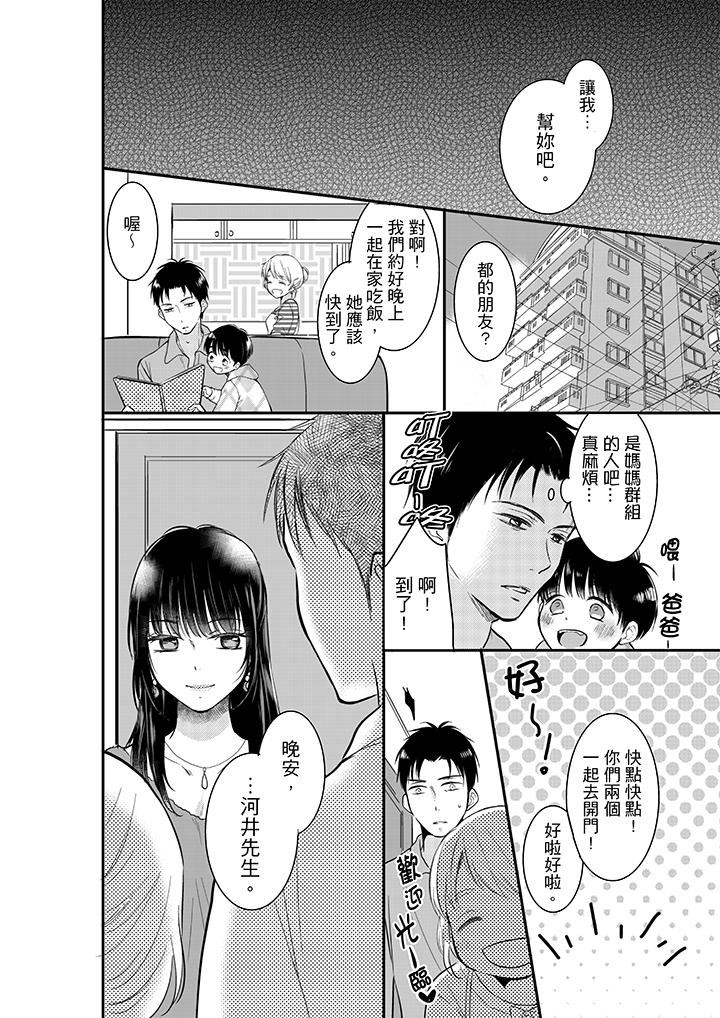 讓我…
幫妳吧。
都的朋友?
對啊!
我們約好晚上
一起在家吃飯,
她應該
快到了。
喔~
是媽媽群組
的人吧…
真麻煩…
喂ー爸爸ー
叮咚
叮咚
啊!
到了!
好~!
快點快點!
你們兩個
一起去開門!
好啦好啦。
歡迎光ー臨♥
晚安,
…河井先生。